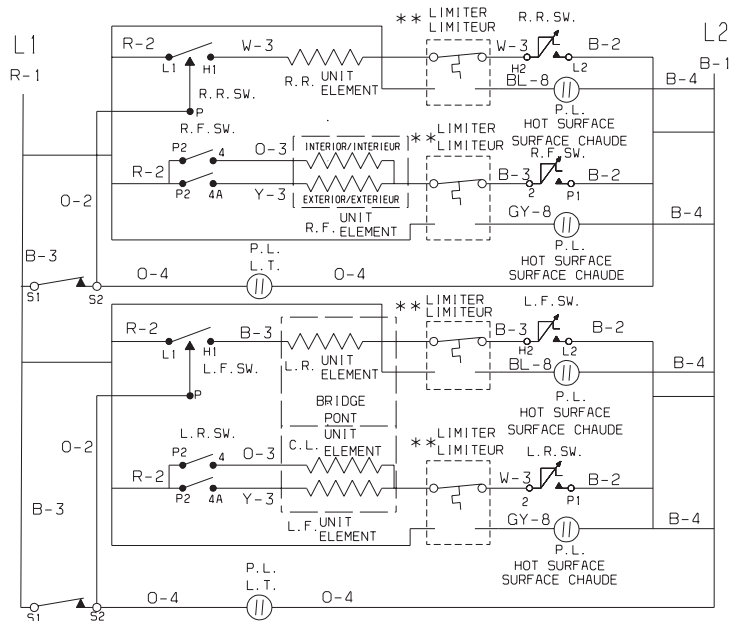 L1
R-1
L2
B-1
** LIMITER
LIMITEUR
R.R.SW.
R-2
L1
H1
W-3
R.R. UNIT
ELEMENT
W-3
H2
L2
B-2
BL-8
B-4
P.L.
HOT SURFACE
SURFACE CHAUDE
R.R.SW.
P
R.F.SW.
P2
4
O-3
INTERIOR/INTERIEUR
** LIMITER
LIMITEUR
R.F.SW.
R-2
P2
4A
Y-3
EXTERIOR/EXTERIEUR
R.F. UNIT
ELEMENT
B-3
2
P1
B-2
GY-8
B-4
P.L.
HOT SURFACE
SURFACE CHAUDE
O-2
B-3
S1
S2
O-4
P.L.
L.T.
O-4
** LIMITER
LIMITEUR
L.F.SW.
R-2
L1
H1
B-3
L.R. UNIT
ELEMENT
B-3
H2
L2
B-2
BL-8
B-4
P.L.
HOT SURFACE
SURFACE CHAUDE
L.F.SW.
P
BRIDGE
PONT
O-2
L.R.SW.
P2
4
O-3
C.L. UNIT
ELEMENT
** LIMITER
LIMITEUR
L.R.SW.
R-2
P2
4A
Y-3
L.F. UNIT
ELEMENT
W-3
2
P1
B-2
GY-8
B-4
P.L.
HOT SURFACE
SURFACE CHAUDE
B-3
S1
S2
O-4
P.L.
L.T.
O-4